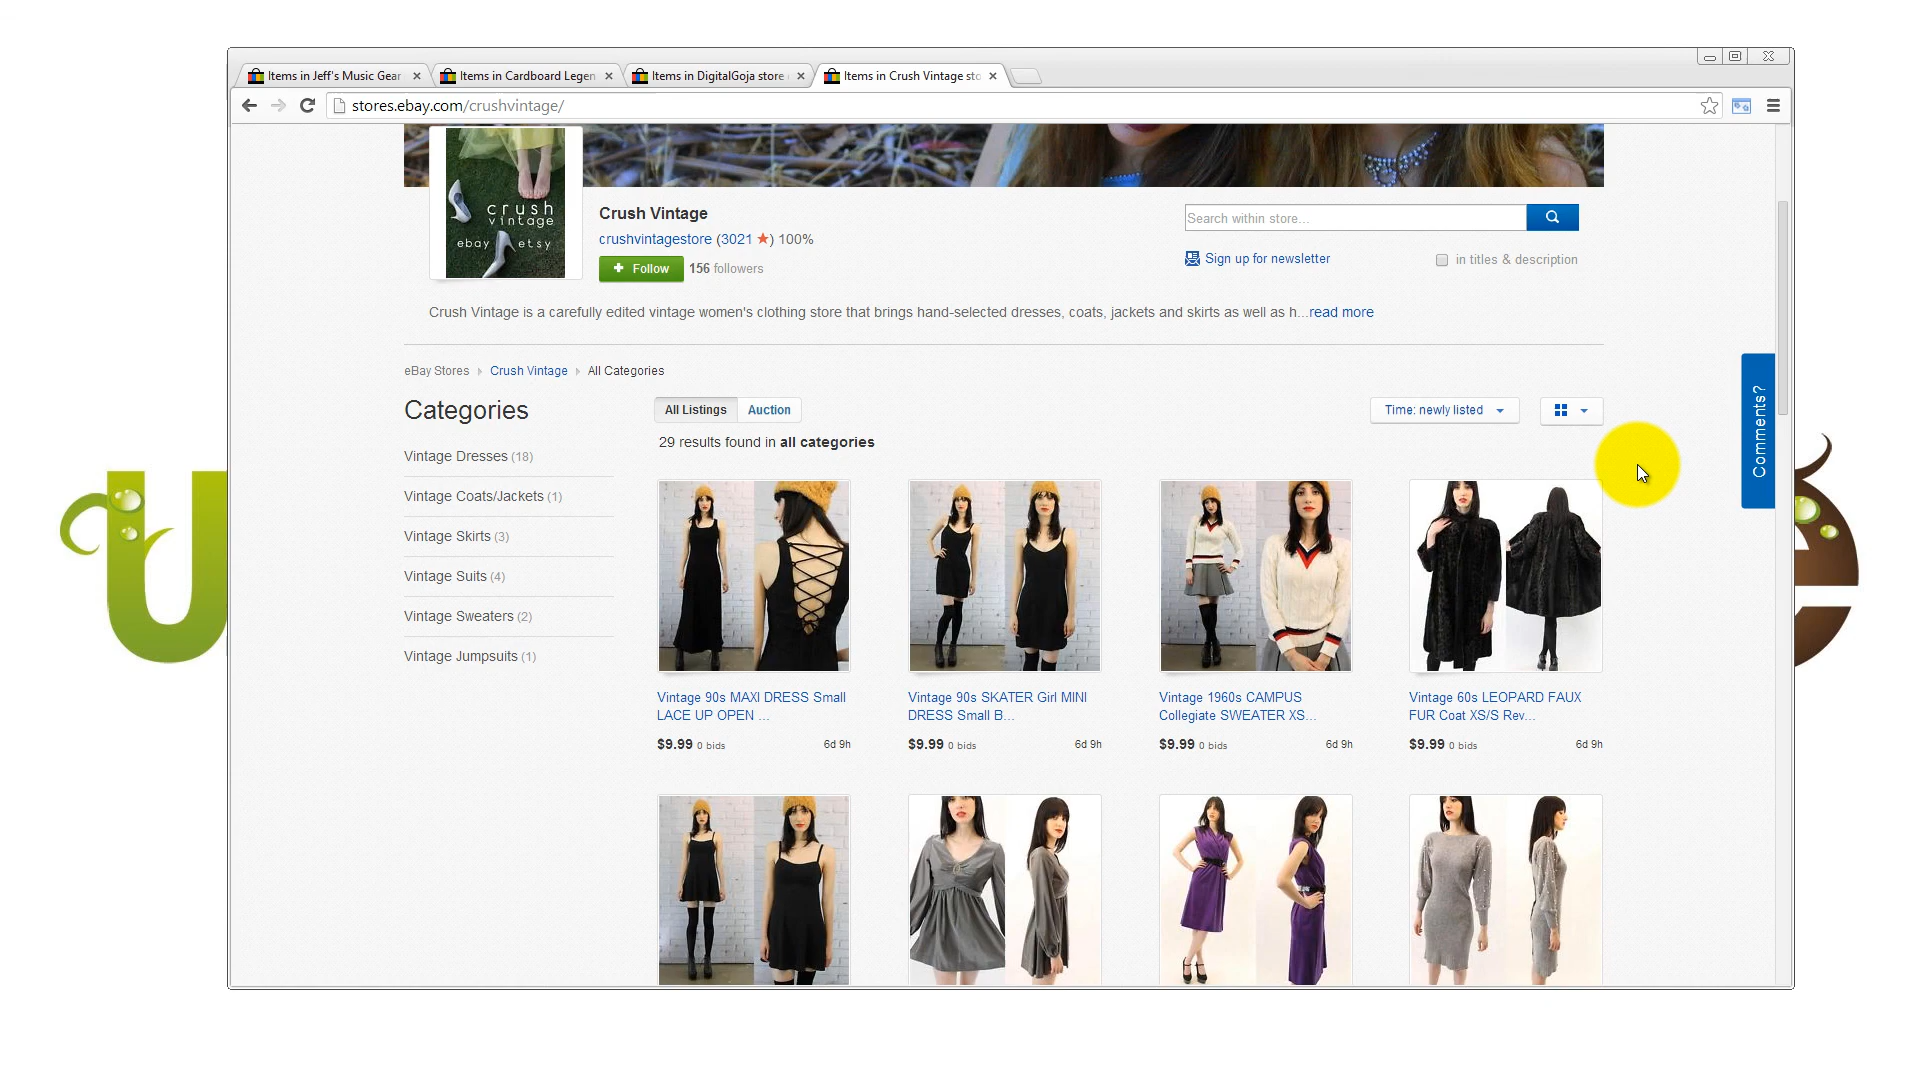 Items in Jeff's Music Gear
Items in Cardboard Legen
Items in DigitalGoja store
Items in Crush Vintage sto
stores.ebay.com/crushvintage/
crush
vintage
ebay etsy
Crush Vintage
crushvintagestore (3021 ★) 100%
+ Follow 156 followers
Search within store...
Sign up for newsletter
in titles & description
Crush Vintage is a carefully edited vintage women's clothing store that brings hand-selected dresses, coats, jackets and skirts as well as h...read more
eBay Stores Crush Vintage All Categories
Categories
Vintage Dresses (18)
Vintage Coats/Jackets (1)
Vintage Skirts (3)
Vintage Suits (4)
Vintage Sweaters (2)
Vintage Jumpsuits (1)
All Listings Auction
Time: newly listed
29 results found in all categories
Comments?
Vintage 90s MAXI DRESS Small
LACE UP OPEN ...
$9.99 0 bids 6d 9h
Vintage 90s SKATER Girl MINI
DRESS Small B...
$9.99 0 bids 6d 9h
Vintage 1960s CAMPUS
Collegiate SWEATER XS...
$9.99 0 bids 6d 9h
Vintage 60s LEOPARD FAUX
FUR Coat XS/S Rev...
$9.99 0 bids 6d 9h